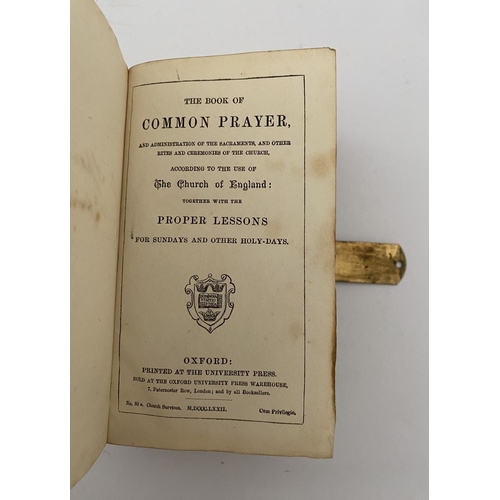 THE BOOK OF
COMMON PRAYER,
AND ADMINISTRATION OF THE SACRAMENTS, AND OTHER
RITES AND CEREMONIES OF THE CHURCH,
ACCORDING TO THE USE OF
The Church of England:
TOGETHER WITH THE
PROPER LESSONS
FOR SUNDAYS AND OTHER HOLY-DAYS.
OXFORD:
PRINTED AT THE UNIVERSITY PRESS.
SOLD AT THE OXFORD UNIVERSITY PRESS WAREHOUSE,
7, Paternoster Row, London; and by all Booksellers.
Church Services. M,DCCC,LXXII. Cum Privilegio.